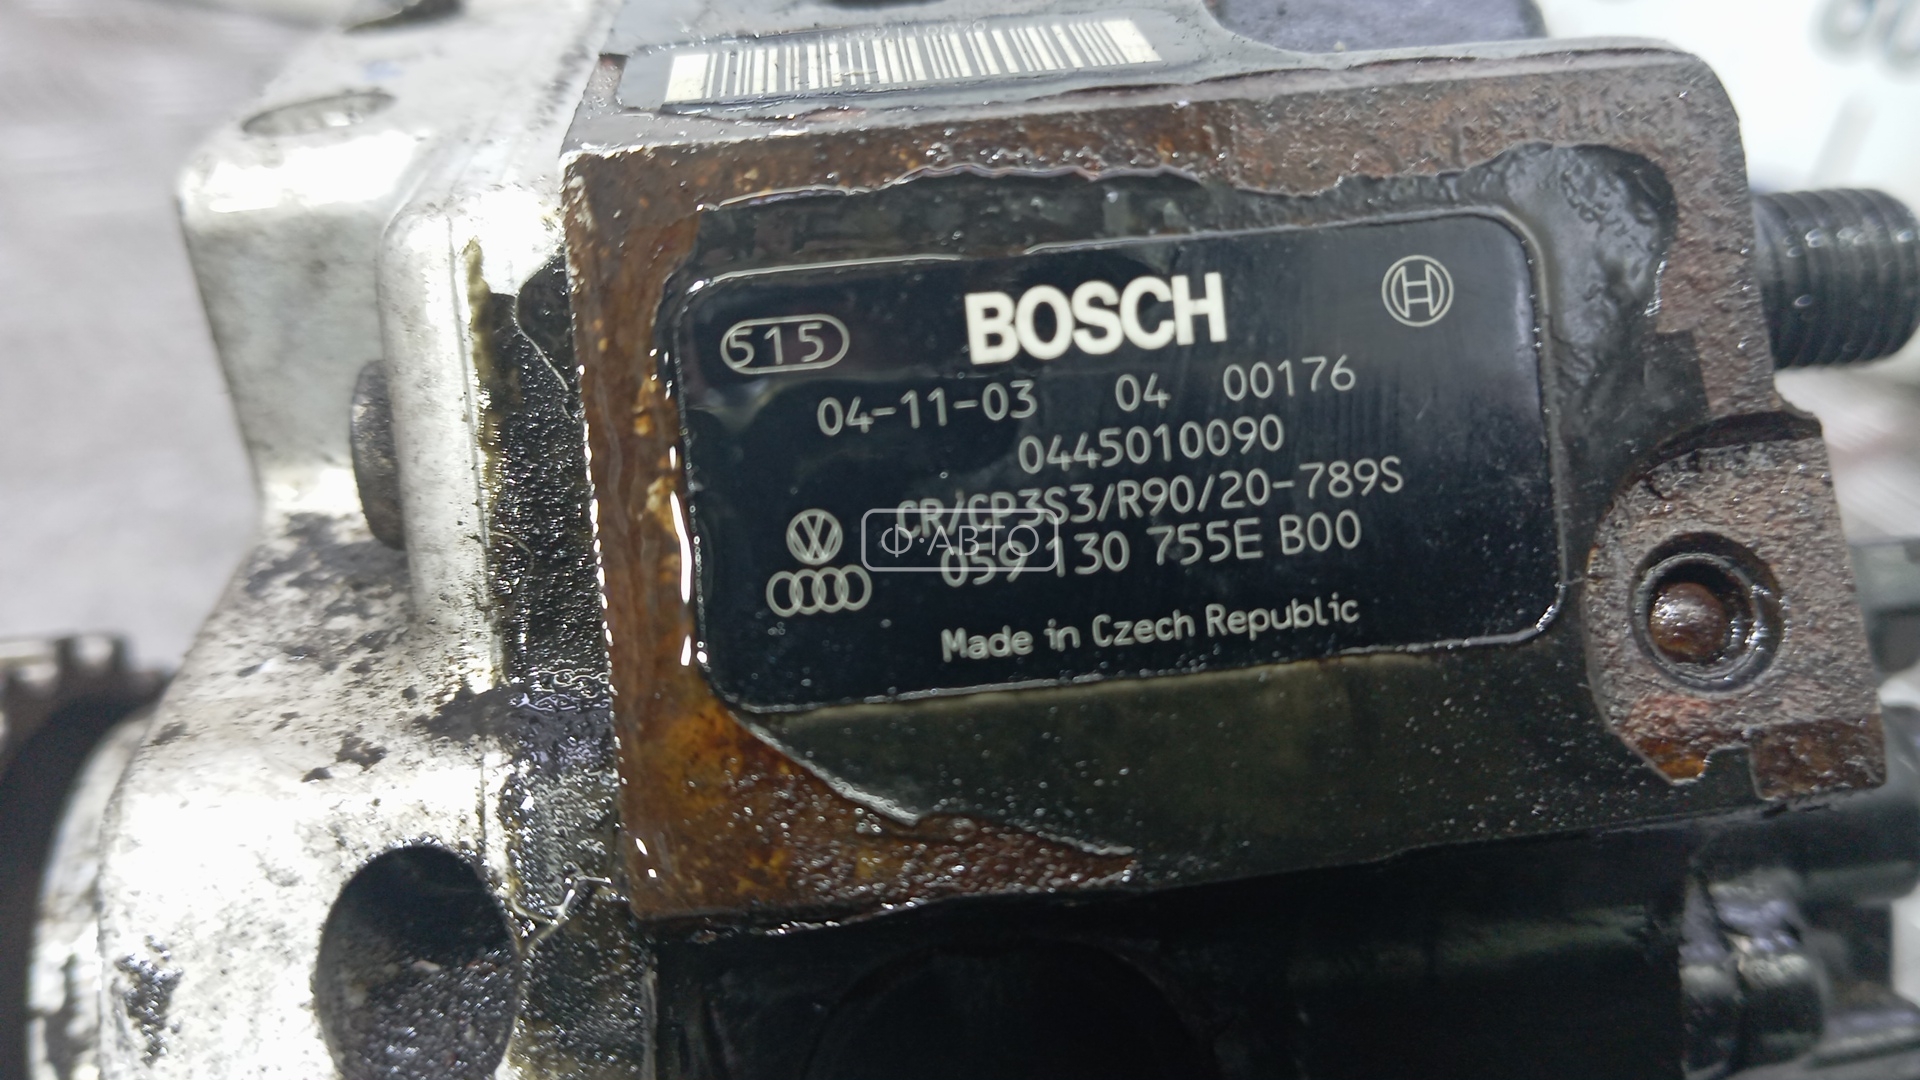 515
BOSCH
04-11-03 04 00176
0445010090
CR/CP3S3/R90/20-789S
059 130 755E B00
Ф·АВТО
Made in Czech Republic